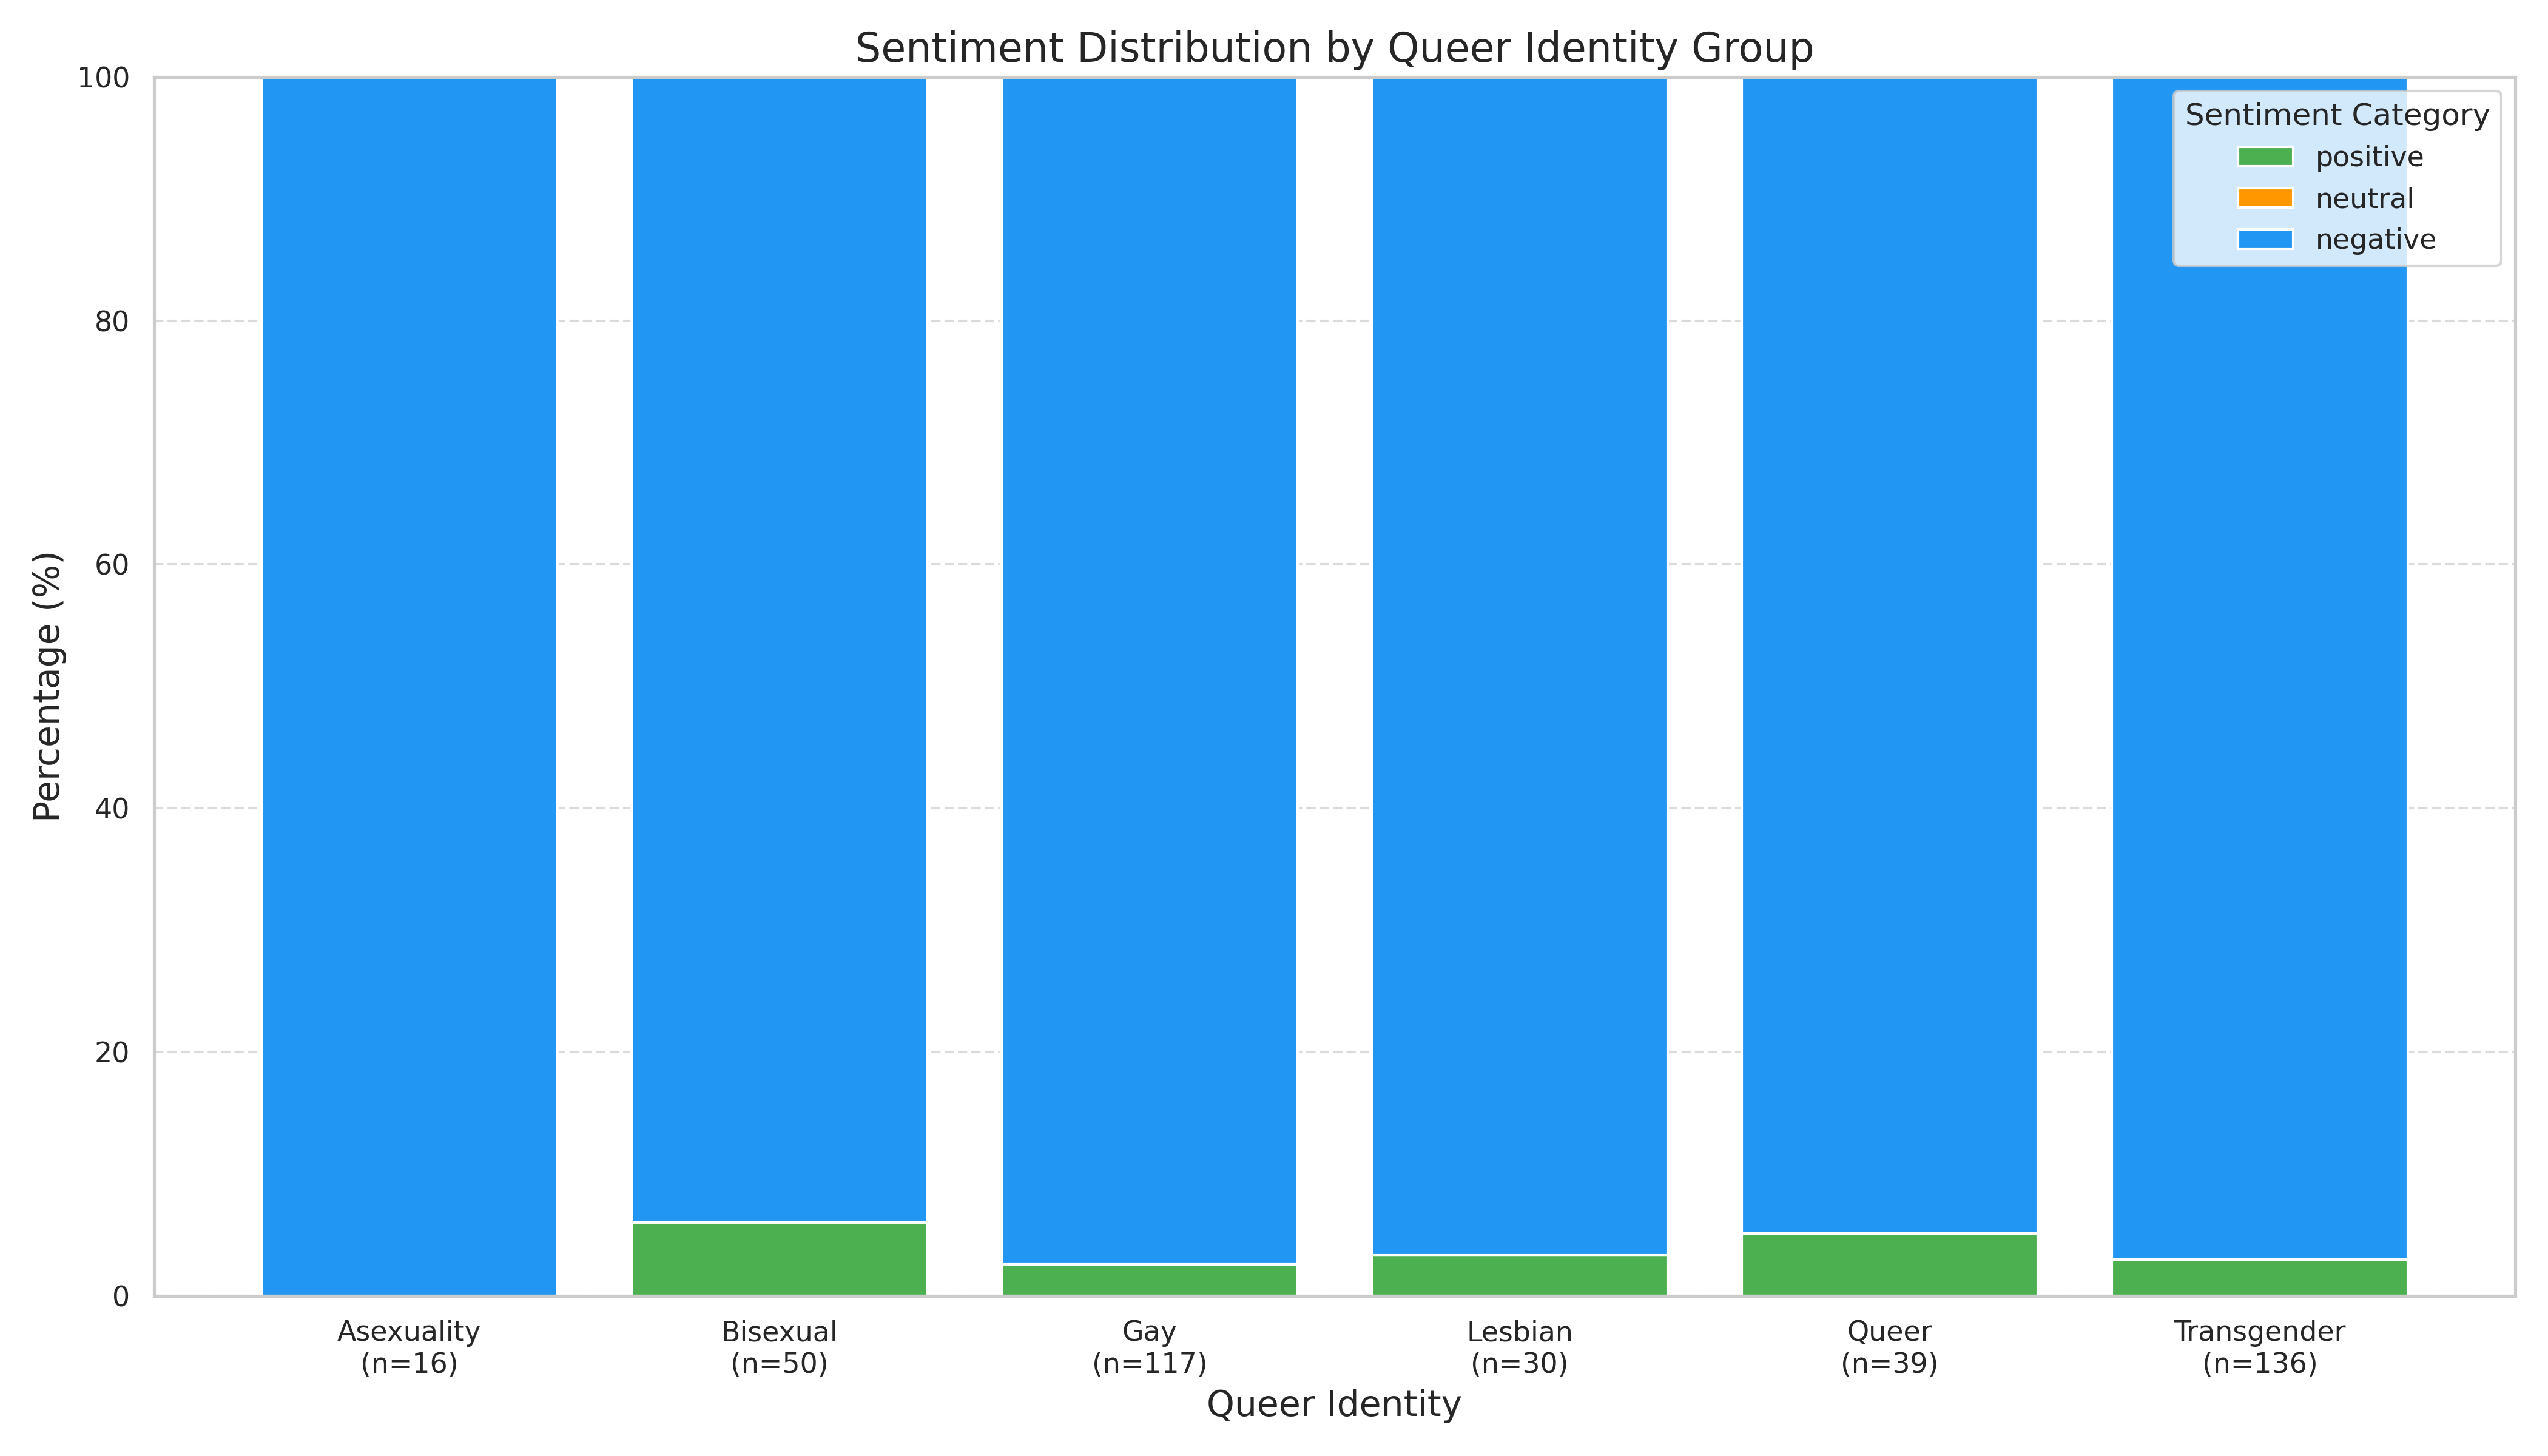 Sentiment Distribution by Queer Identity Group
Sentiment Category
positive
neutral
negative
Percentage (%)
100
80
60
40
20
0
Asexuality
(n=16)
Bisexual
(n=50)
Gay
(n=117)
Lesbian
(n=30)
Queer
(n=39)
Transgender
(n=136)
Queer Identity